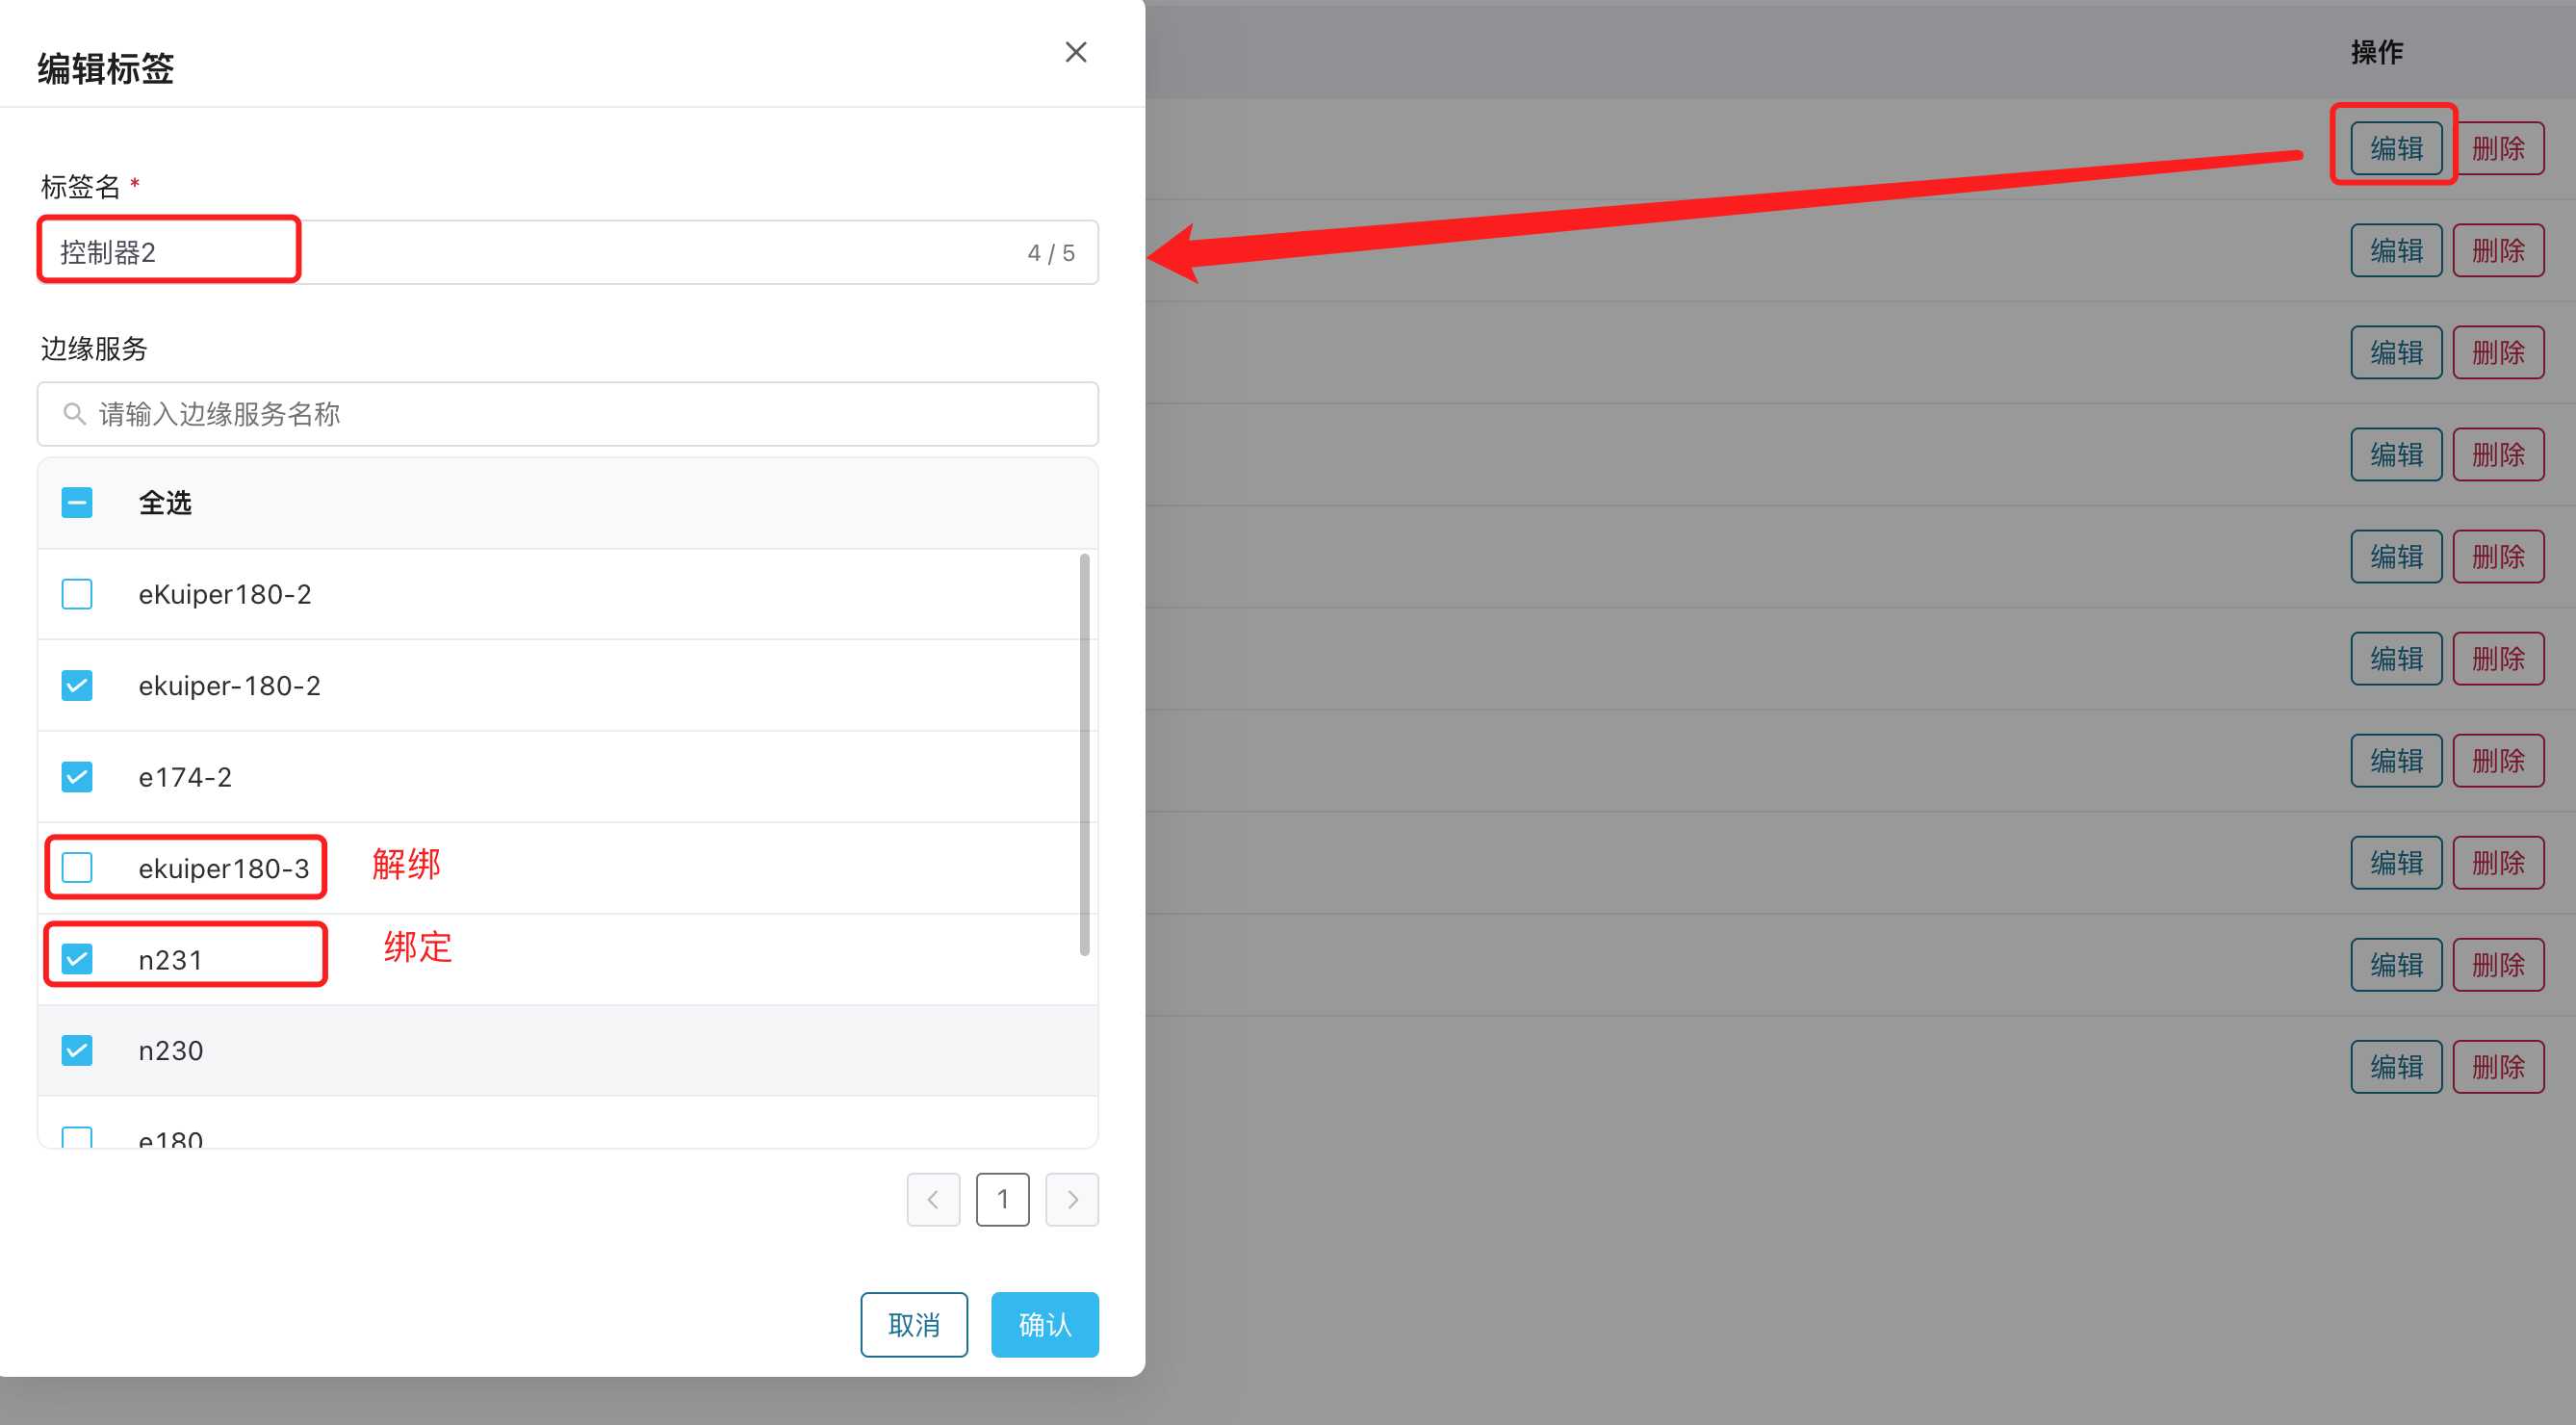 编辑标签
标签名 *
控制器2
4 / 5
边缘服务
请输入边缘服务名称
全选
eKuiper180-2
ekuiper-180-2
e174-2
ekuiper180-3 解绑
n231 绑定
n230
e180
1
取消 确认
操作
编辑 删除
编辑 删除
编辑 删除
编辑 删除
编辑 删除
编辑 删除
编辑 删除
编辑 删除
编辑 删除
编辑 删除